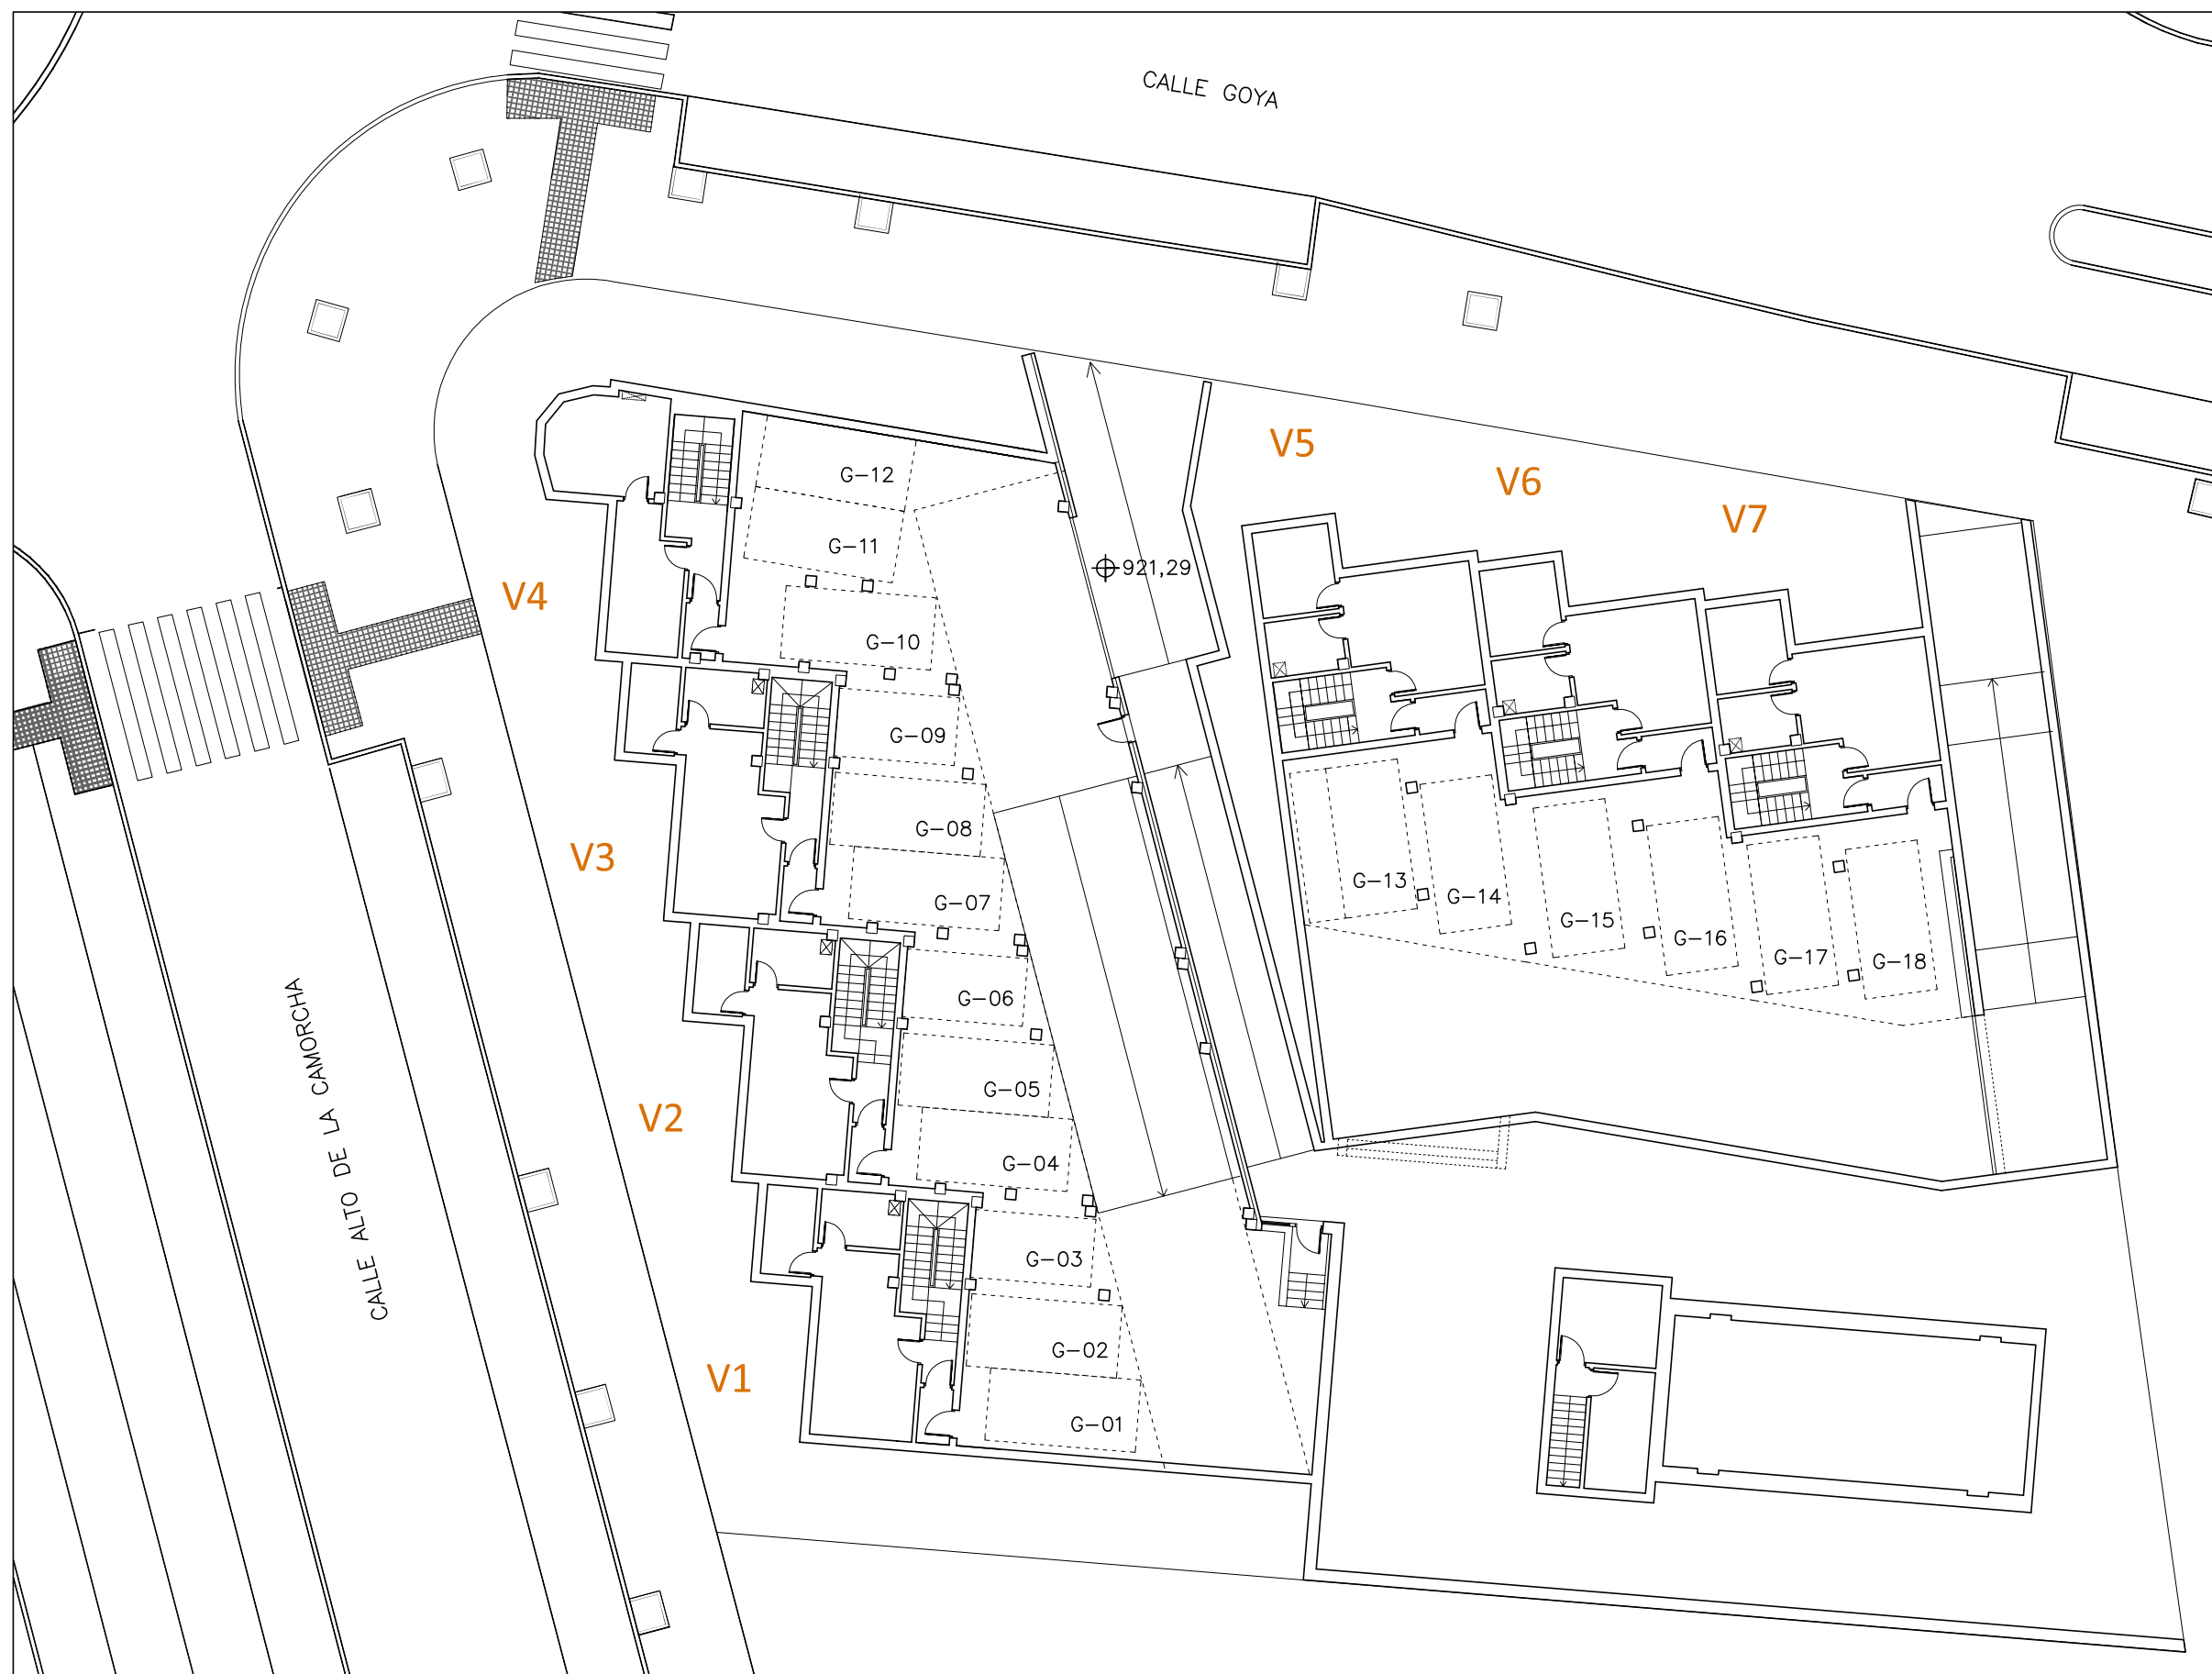 CALLE GOYA
V5
V6
V7
G-12
G-11
921,29
V4
G-10
G-09
G-08
V3
G-07
G-13
G-14
G-15
G-16
G-17
G-18
G-06
CALLE ALTO DE LA CAMORCHA
G-05
V2
G-04
G-03
G-02
V1
G-01